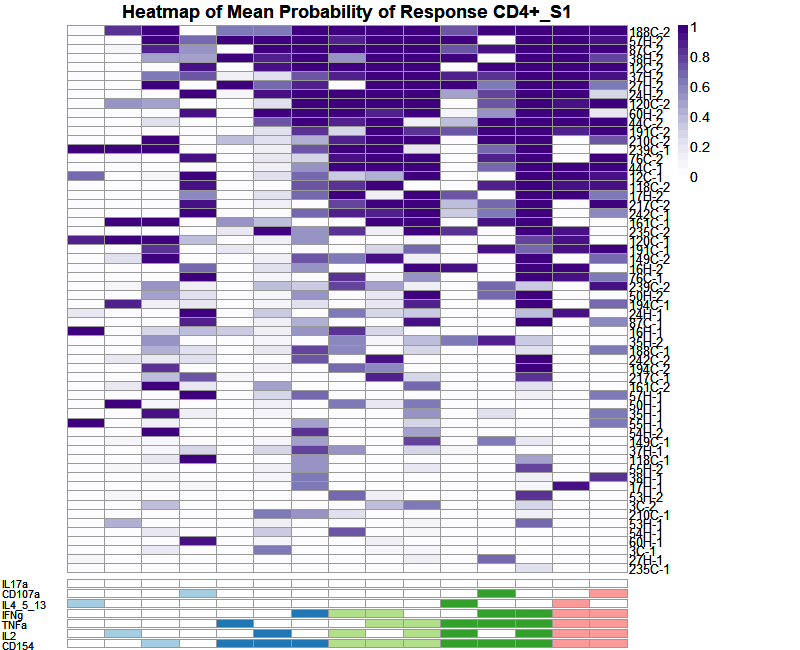 Heatmap of Mean Probability of Response CD4+_S1
1
0.8
0.6
0.4
0.2
0
188C-2
57H-2
87C-2
38H-2
12C-2
37H-2
27H-2
24H-2
120C-2
60H-2
44C-2
191C-2
210C-2
239C-1
76C-2
44C-1
12C-1
118C-2
17H-2
217C-2
242C-1
161C-1
235C-2
120C-1
191C-1
149C-2
16H-2
76C-1
239C-2
50H-2
194C-1
24H-1
87C-1
16H-1
35H-2
188C-1
242C-2
194C-2
217C-1
161C-2
57H-1
50H-1
35H-1
55H-1
54H-2
149C-1
37H-1
118C-1
55H-2
38H-1
17H-1
53H-2
3C-2
210C-1
53H-1
54H-1
60H-1
3C-1
27H-1
235C-1
IL17a
CD107a
IL4_5_13
IFNg
TNFa
IL2
CD154